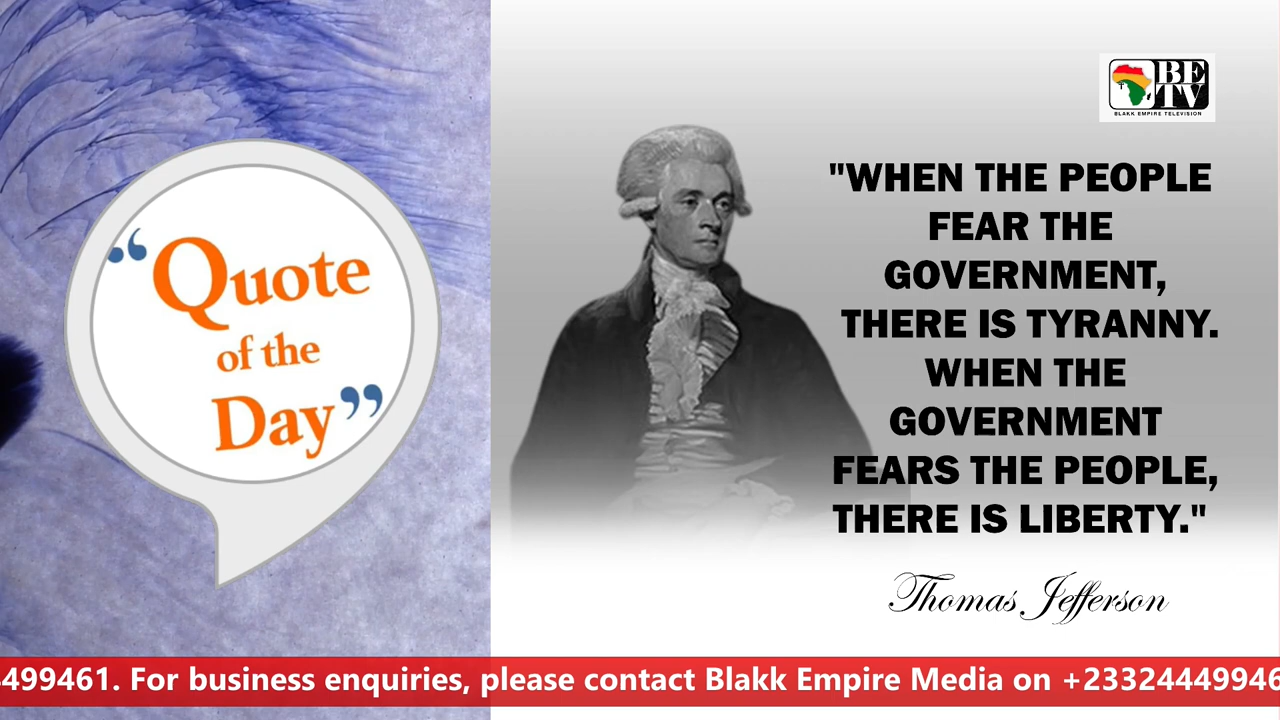 BE
TV
BLAKK EMPIRE TELEVISION
“Quote
of the
Day”
"WHEN THE PEOPLE
FEAR THE
GOVERNMENT,
THERE IS TYRANNY.
WHEN THE
GOVERNMENT
FEARS THE PEOPLE,
THERE IS LIBERTY."
Thomas Jefferson
499461. For business enquiries, please contact Blakk Empire Media on +23324449946